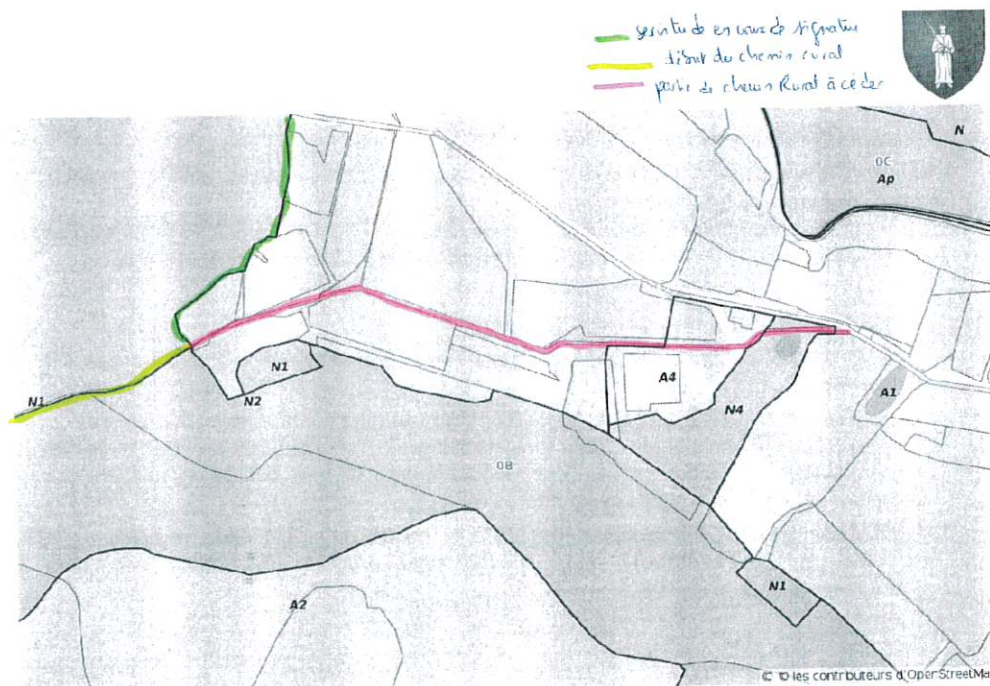 servitude en cours de signature
début du chemin rural
partie de chemin Rural à céder
N
0C
Ap
N1
N1
N2
A4
N4
A1
0B
A2
N1
© les contributeurs d'OpenStreetMa